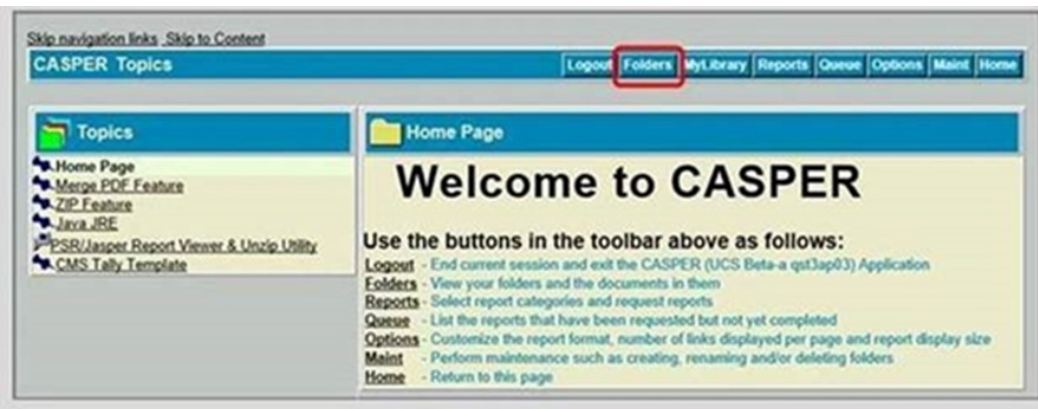 Skip navigation links Skip to Content
CASPER Topics
Logout Folders MyLibrary Reports Queue Options Maint Home
Topics
Home Page
Merge PDF Feature
ZIP Feature
Java JRE
PSR/Jasper Report Viewer & Unzip Utility
CMS Tally Template
Home Page
Welcome to CASPER
Use the buttons in the toolbar above as follows:
Logout - End current session and exit the CASPER (UCS Beta-a qst3ap03) Application
Folders - View your folders and the documents in them
Reports - Select report categories and request reports
Queue - List the reports that have been requested but not yet completed
Options - Customize the report format, number of links displayed per page and report display size
Maint - Perform maintenance such as creating, renaming and/or deleting folders
Home - Return to this page